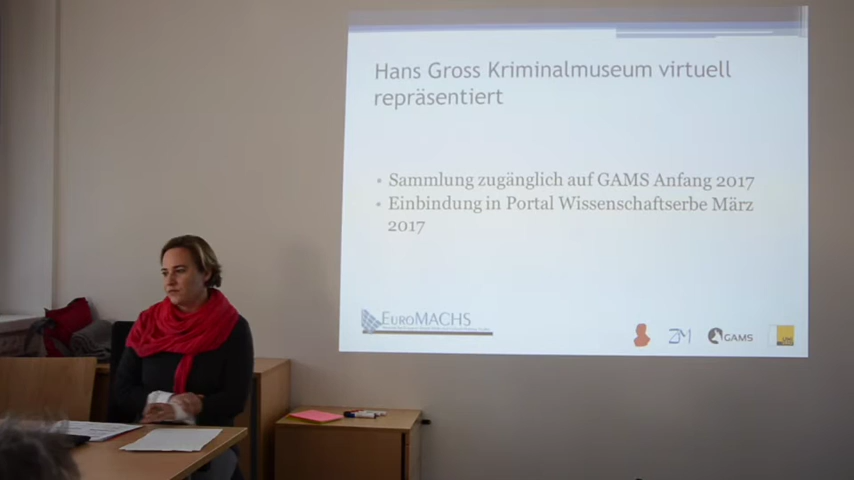 Hans Gross Kriminalmuseum virtuell
repräsentiert
• Sammlung zugänglich auf GAMS Anfang 2017
• Einbindung in Portal Wissenschaftserbe März
2017
EUROMACHS
ZIM
GAMS